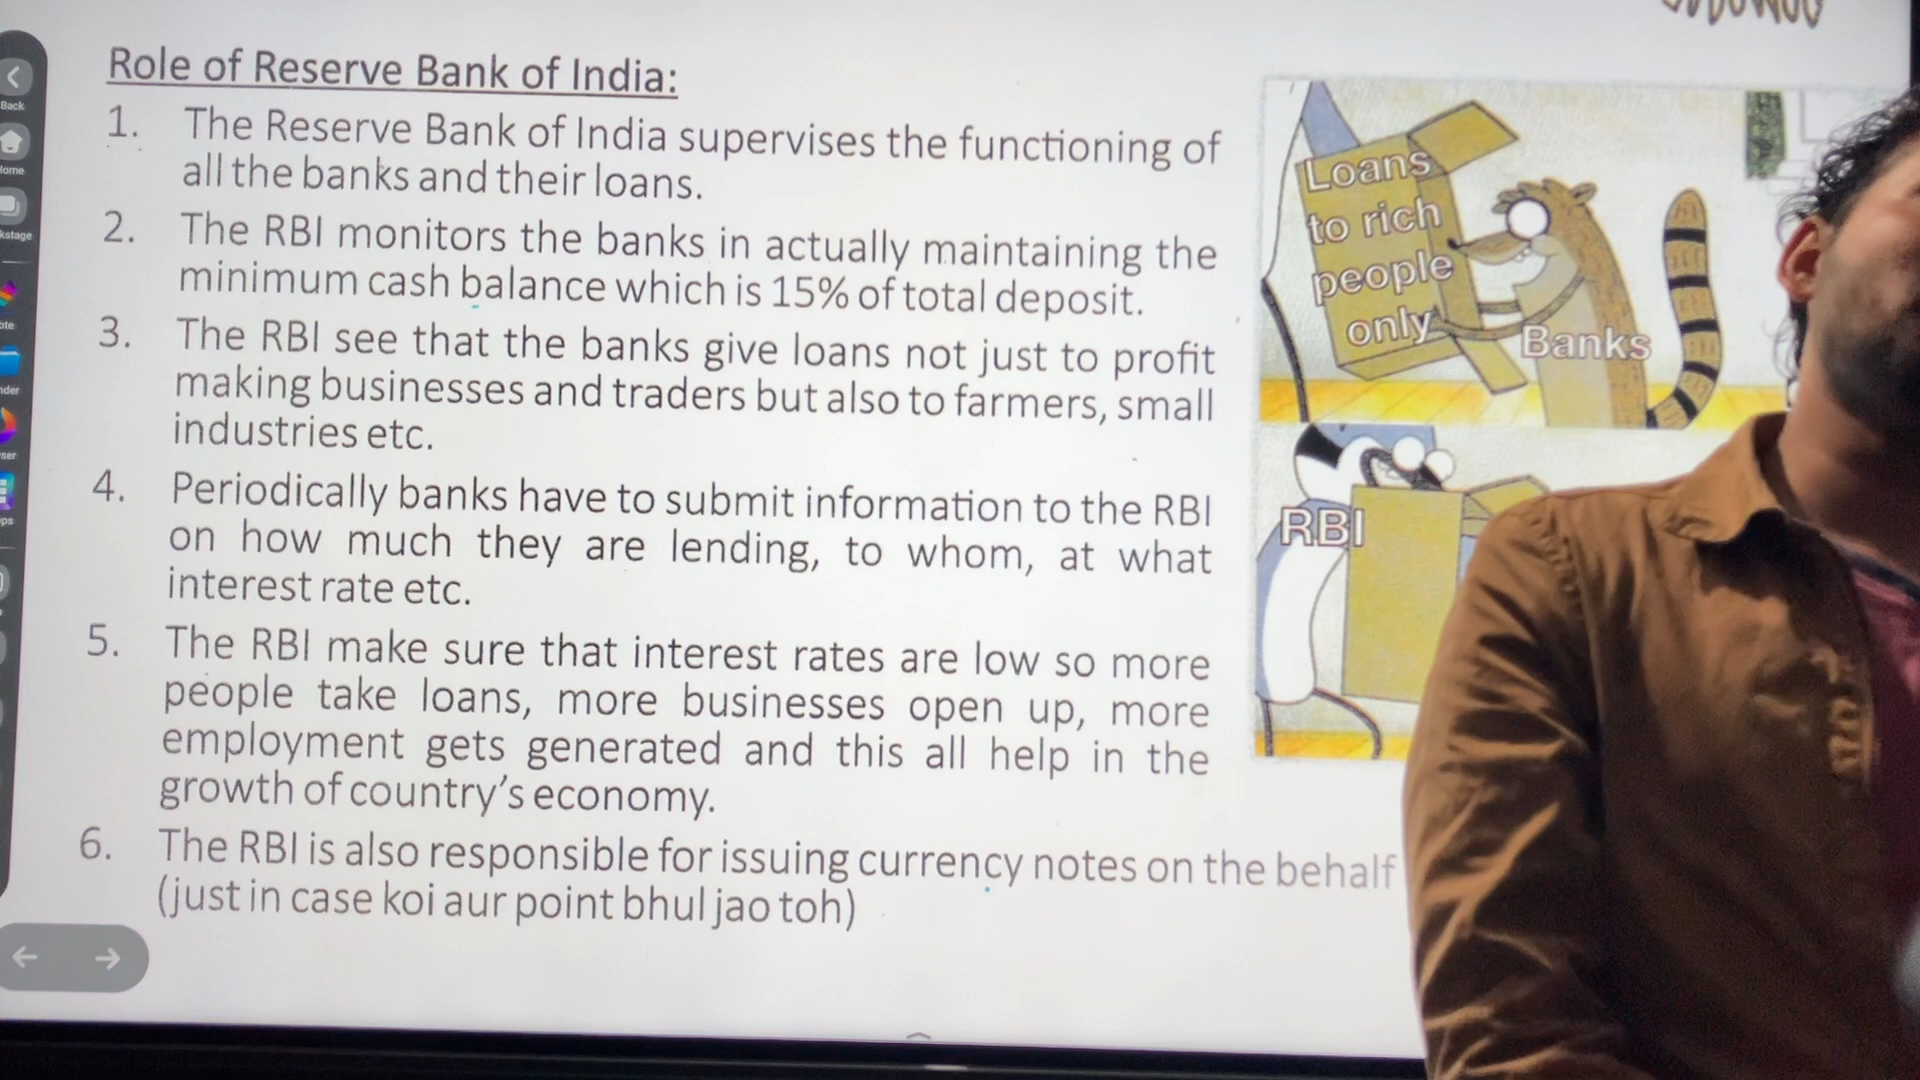 Role of Reserve Bank of India:
1. The Reserve Bank of India supervises the functioning of
all the banks and their loans.
2. The RBI monitors the banks in actually maintaining the
minimum cash balance which is 15% of total deposit.
3. The RBI see that the banks give loans not just to profit
making businesses and traders but also to farmers, small
industries etc.
4. Periodically banks have to submit information to the RBI
on how much they are lending, to whom, at what
interest rate etc.
5. The RBI make sure that interest rates are low so more
people take loans, more businesses open up, more
employment gets generated and this all help in the
growth of country's economy.
6. The RBI is also responsible for issuing currency notes on the behalf
(just in case koi aur point bhul jao toh)
Loans
to rich
people
only
Banks
RBI
Back